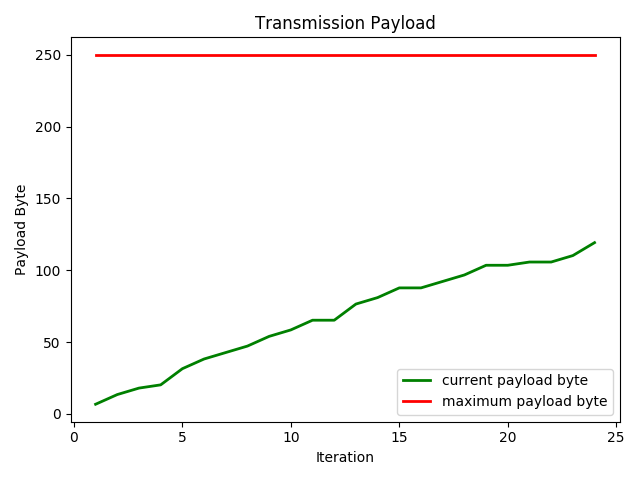 Transmission Payload
250
200
150
100
50
0
Payload Byte
current payload byte
maximum payload byte
0 5 10 15 20 25
Iteration